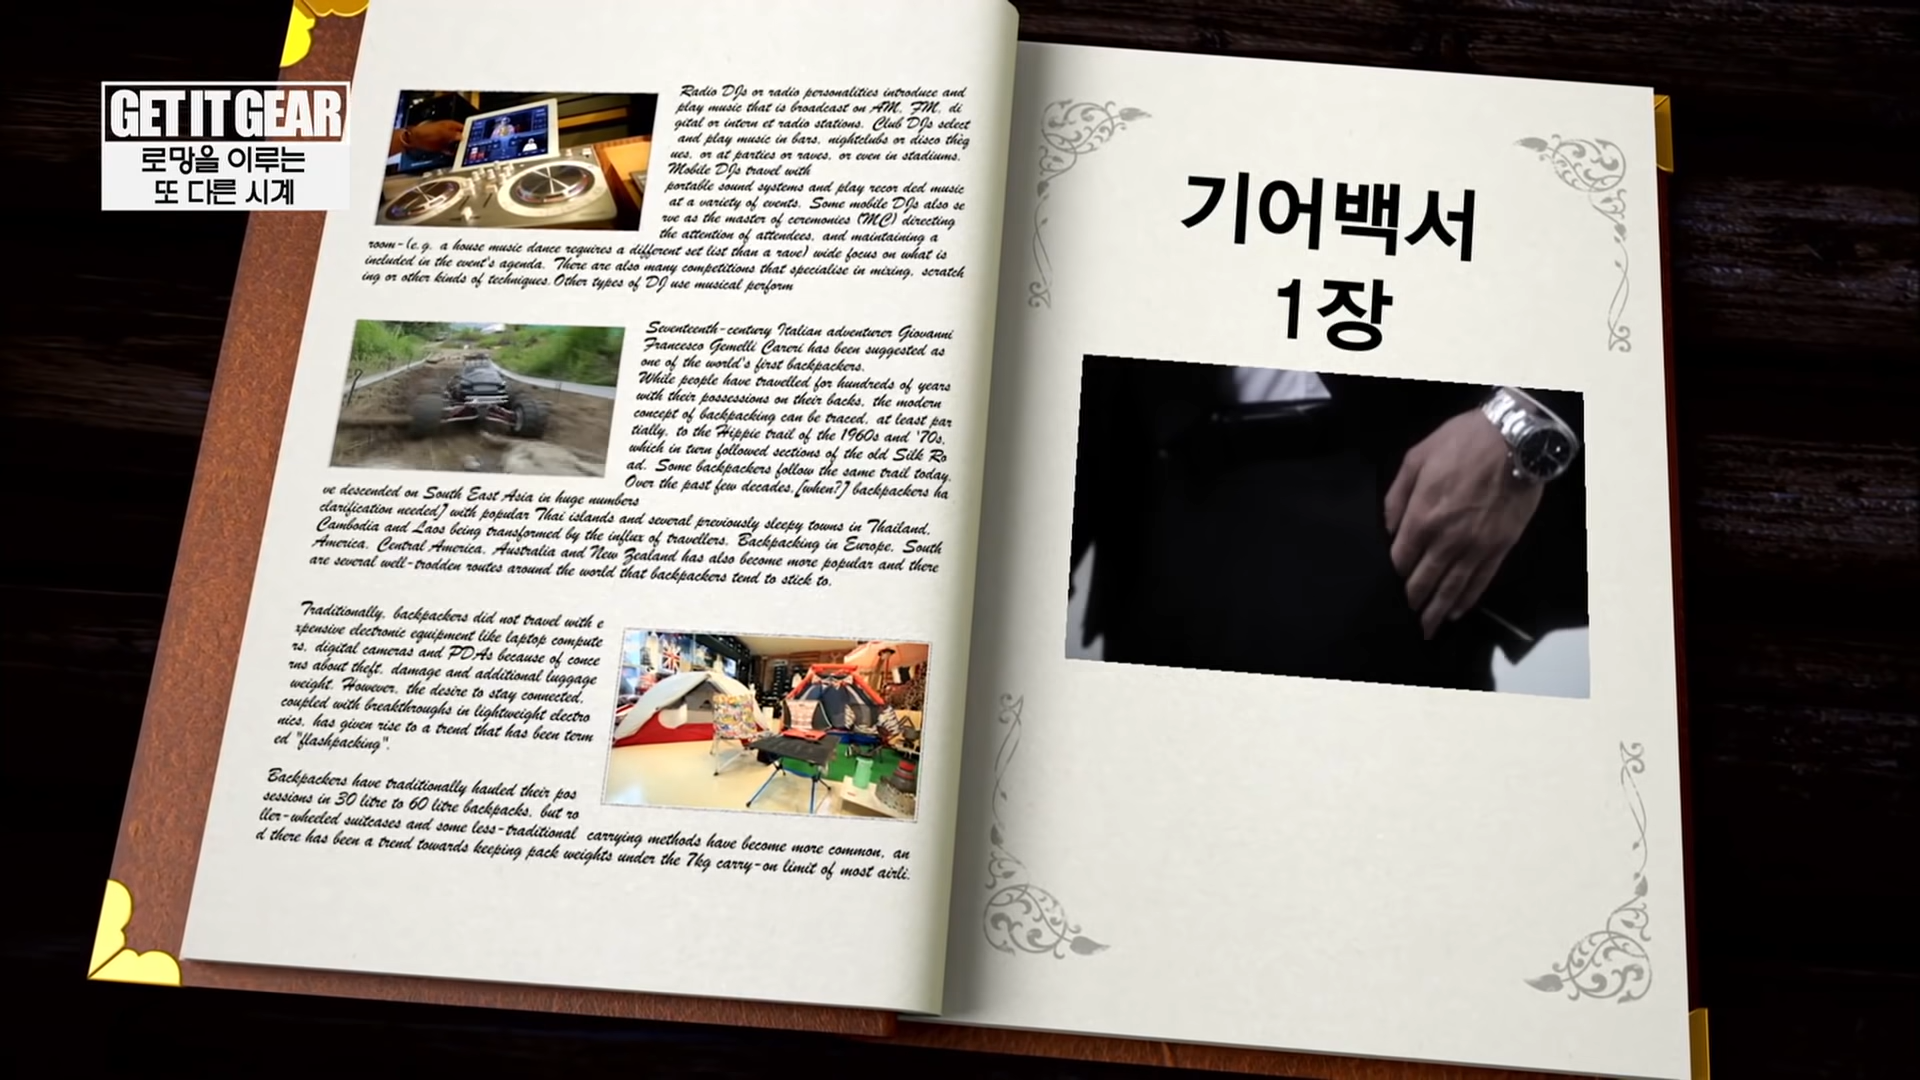 GET IT GEAR
로망을 이루는
또 다른 시계
Radio DJs or radio personalities introduce and
play music that is broadcast on AM, FM, di
gital or intern et radio stations. Club DJs select
and play music in bars, nightclubs or disco thèq
ues, or at parties or raves, or even in stadiums.
Mobile DJs travel with
portable sound systems and play recor ded music
at a variety of events. Some mobile DJs also se
rve as the master of ceremonies (MC) directing
the attention of attendees, and maintaining a
room-(e.g. a house music dance requires a different set list than a rave) wide focus on what is
included in the event's agenda. There are also many competitions that specialise in mixing, scratch
ing or other kinds of techniques.Other types of DJ use musical perform
Seventeenth-century Italian adventurer Giovanni
Francesco Gemelli Careri has been suggested as
one of the world's first backpackers.
While people have travelled for hundreds of years
with their possessions on their backs, the modern
concept of backpacking can be traced, at least par
tially, to the Hippie trail of the 1960s and '70s,
which in turn followed sections of the old Silk Ro
ad. Some backpackers follow the same trail today.
Over the past few decades,[when?] backpackers ha
ve descended on South East Asia in huge numbers
clarification needed] with popular Thai islands and several previously sleepy towns in Thailand,
Cambodia and Laos being transformed by the influx of travellers. Backpacking in Europe, South
America, Central America, Australia and New Zealand has also become more popular and there
are several well-trodden routes around the world that backpackers tend to stick to.
Traditionally, backpackers did not travel with e
xpensive electronic equipment like laptop compute
rs, digital cameras and PDAs because of conce
rns about theft, damage and additional luggage
weight. However, the desire to stay connected,
coupled with breakthroughs in lightweight electro
nics, has given rise to a trend that has been term
ed "flashpacking".
Backpackers have traditionally hauled their pos
sessions in 30 litre to 60 litre backpacks, but ro
ller-wheeled suitcases and some less-traditional carrying methods have become more common, an
d there has been a trend towards keeping pack weights under the 7kg carry-on limit of most airli.
기어백서
1장